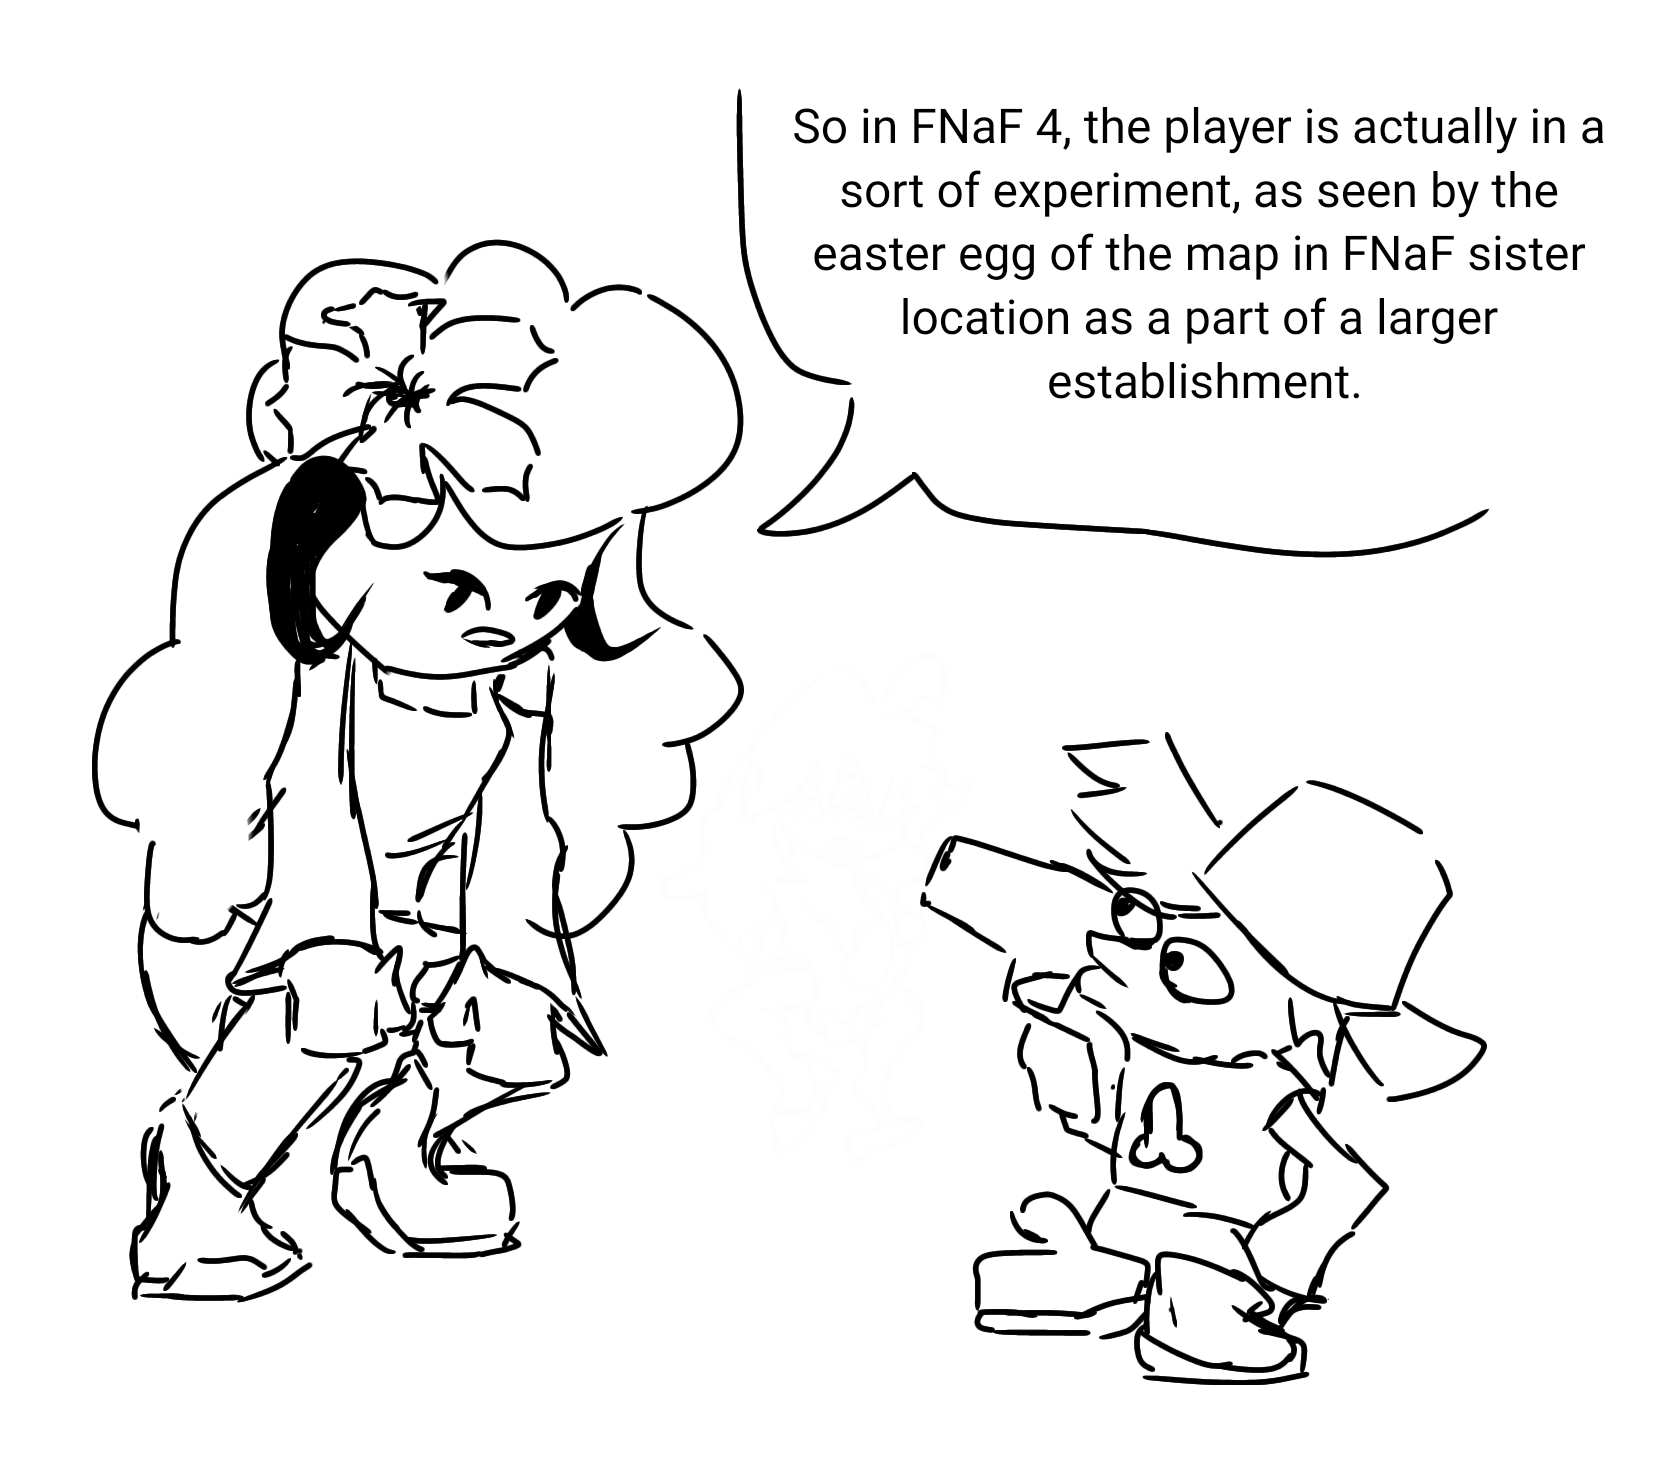 So in FNaF 4, the player is actually in a
sort of experiment, as seen by the
easter egg of the map in FNaF sister
location as a part of a larger
establishment.